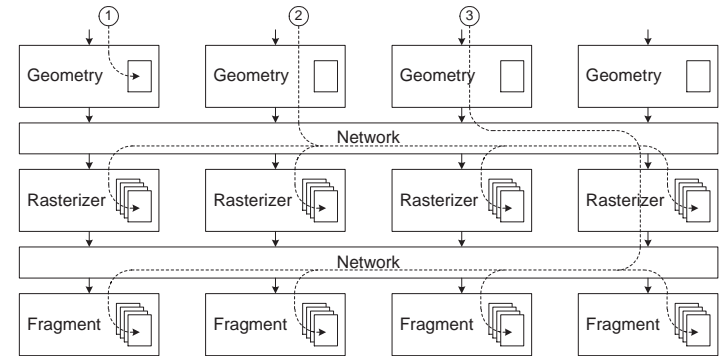 1 2 3
Geometry Geometry Geometry Geometry
Network
Rasterizer Rasterizer Rasterizer Rasterizer
Network
Fragment Fragment Fragment Fragment